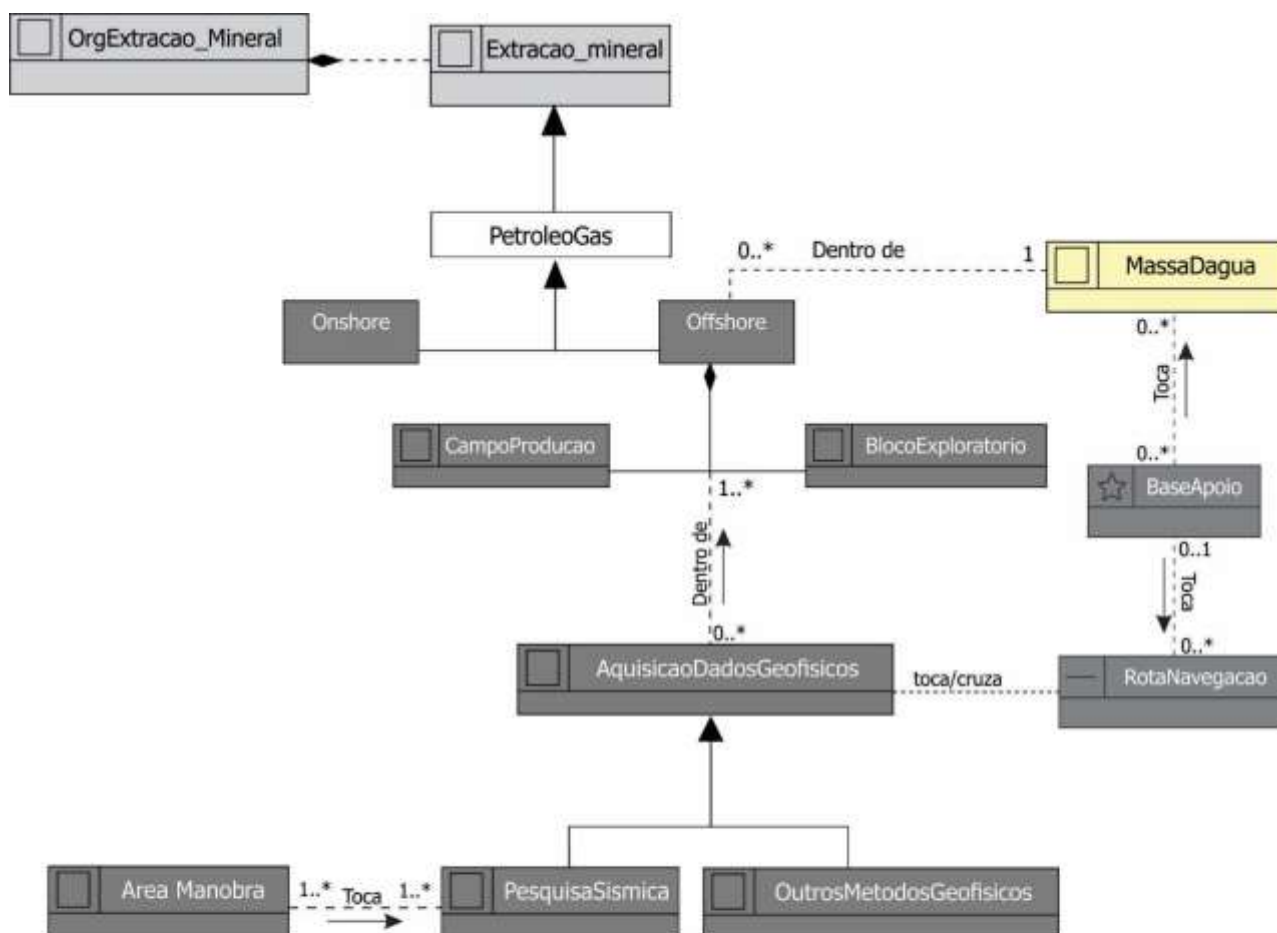 OrgExtracao_Mineral
Extracao_mineral
PetroleoGas
0..*
Dentro de
1
MassaDagua
Onshore
Offshore
0..*
Toca
CampoProducao
BlocoExploratorio
0..*
1..*
BaseApoio
Dentro de
0..1
Toca
0..*
0..*
AquisicaoDadosGeofisicos
toca/cruza
RotaNavegacao
Area Manobra
1..*
Toca
1..*
PesquisaSismica
OutrosMetodosGeofisicos